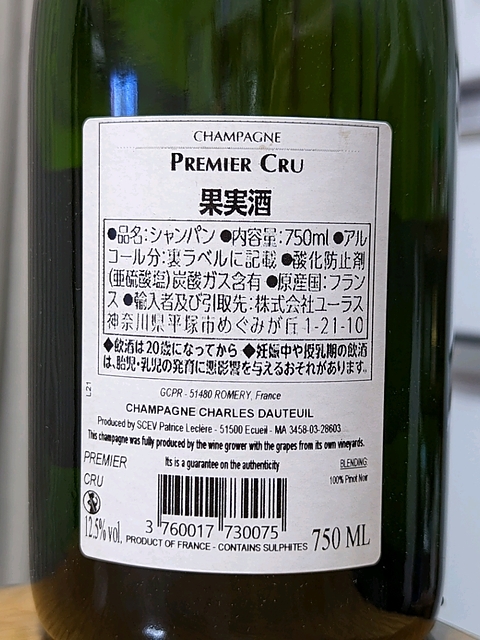 CHAMPAGNE
PREMIER CRU
果実酒
●品名:シャンパン ●内容量:750ml ●アル
コール分:裏ラベルに記載 ●酸化防止剤
(亜硫酸塩)炭酸ガス含有 ●原産国:フラン
ス ●輸入者及び引取先:株式会社ユーラス
神奈川県平塚市めぐみが丘1-21-10
◆飲酒は20歳になってから ◆妊娠中や授乳期の飲酒
は、胎児・乳児の発育に悪影響を与えるおそれがあります。
L21
GCPR - 51480 ROMERY, France
CHAMPAGNE CHARLES DAUTEUIL
Produced by SCEV Patrice Leclère - 51500 Ecueil - MA 3458-03-28603
This champagne was fully produced by the wine grower with the grapes from its own vineyards.
Its is a guarantee on the authenticity
PREMIER
CRU
BLENDING
100% Pinot Noir
12.5% vol.
3 760017 730075
PRODUCT OF FRANCE - CONTAINS SULPHITES
750 ML